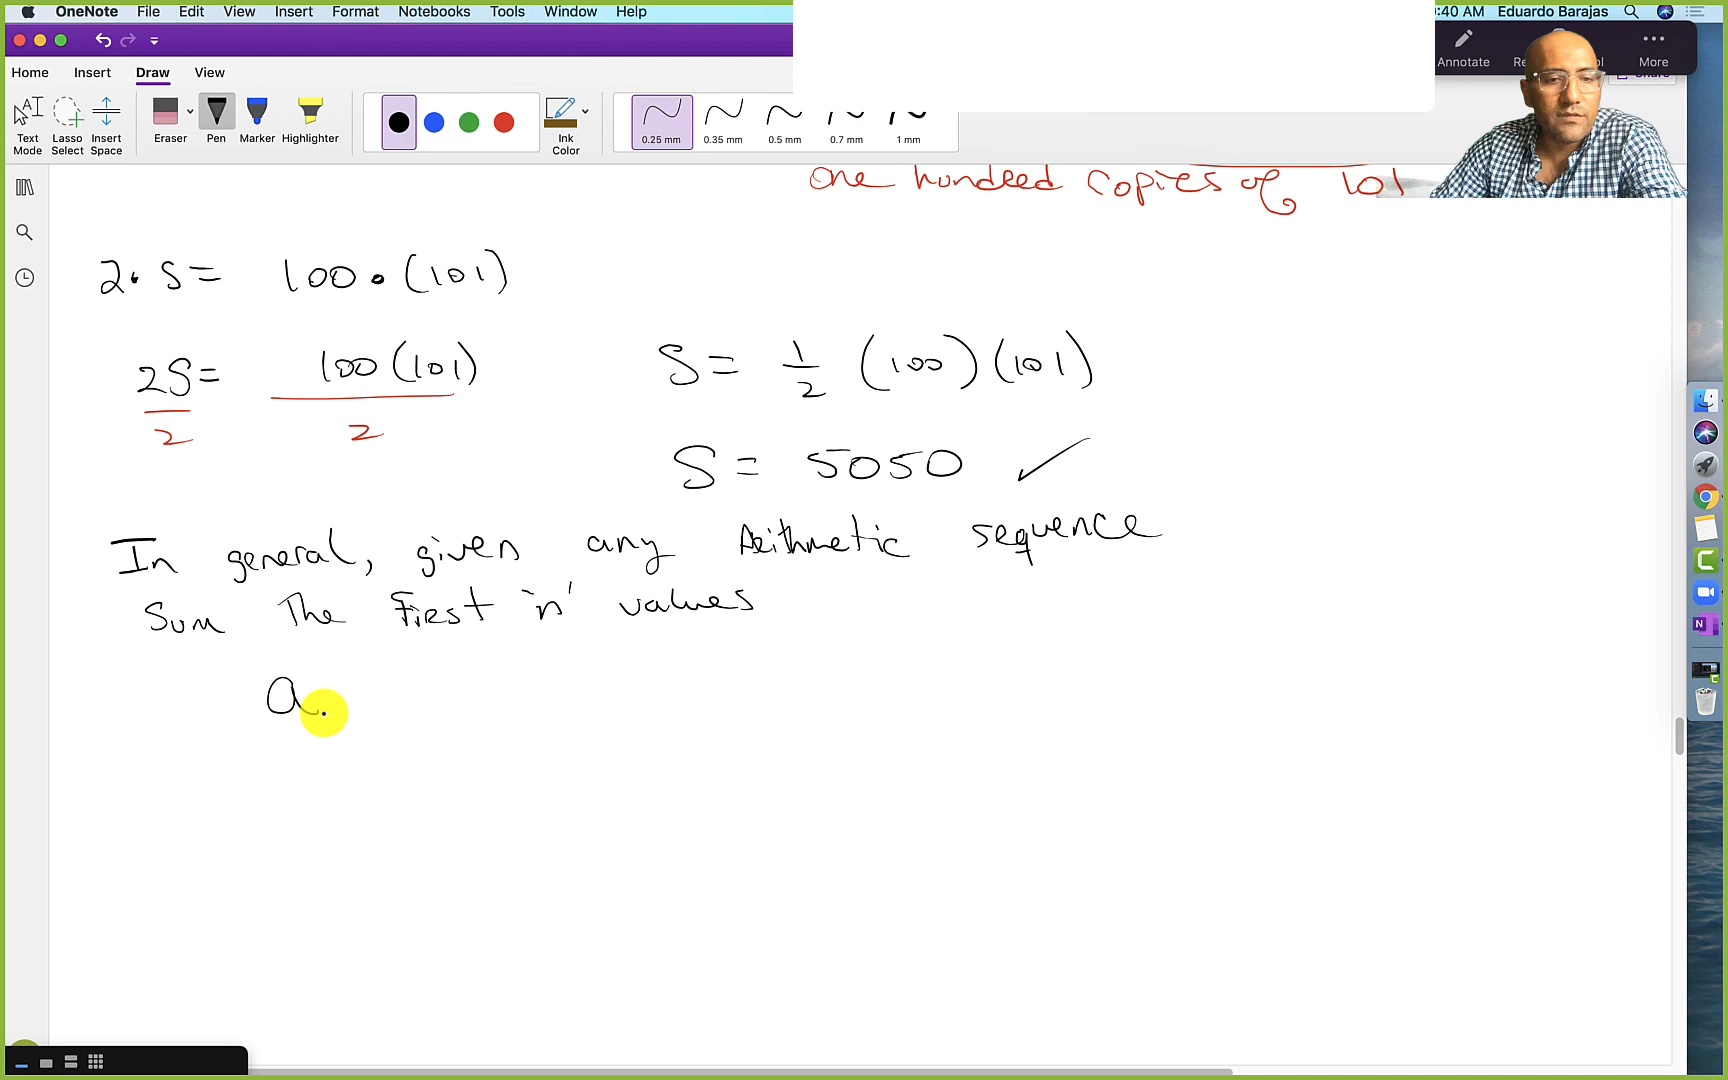 OneNote File Edit View Insert Format Notebooks Tools Window Help :40 AM Eduardo Barajas
Annotate More
Home Insert Draw View Share
Text Mode Lasso Select Insert Space Eraser Pen Marker Highlighter Ink Color 0.25 mm 0.35 mm 0.5 mm 0.7 mm 1 mm
one hundred copies of 101
2 · S = 100 · (101)
2S = 100 (101) S = 1/2 (100) (101)
2 2
S = 5050 ✓
In general, given any Arithmetic sequence
Sum The First 'n' values
a